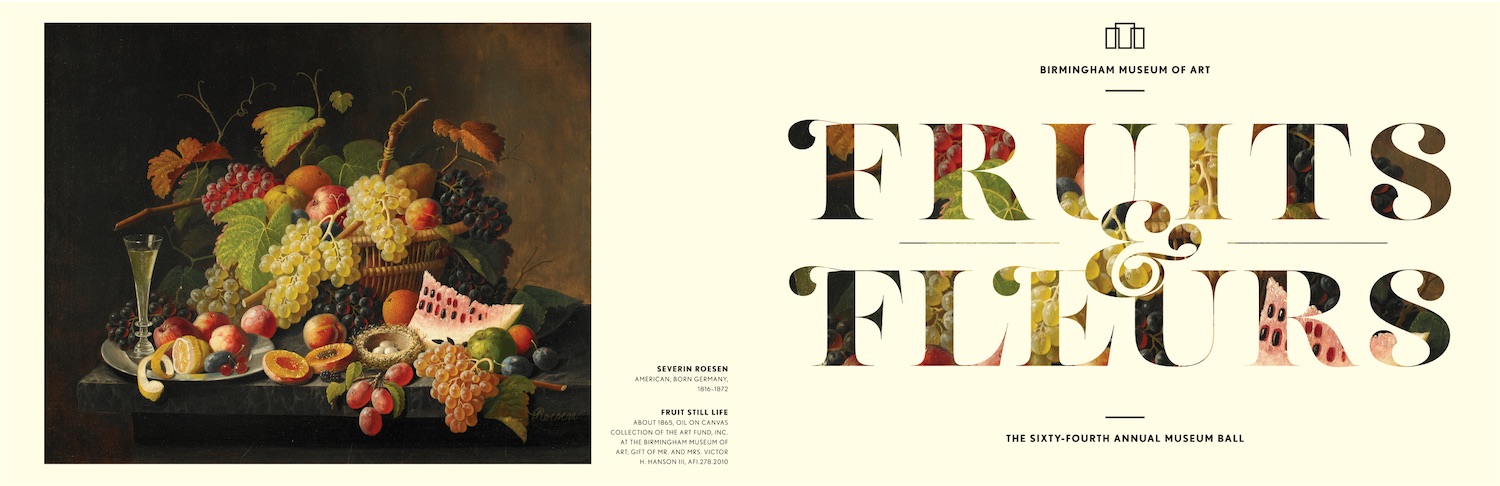 SEVERIN ROESEN
AMERICAN, BORN GERMANY,
1816–1872
FRUIT STILL LIFE
ABOUT 1865, OIL ON CANVAS
COLLECTION OF THE ART FUND, INC.
AT THE BIRMINGHAM MUSEUM OF
ART; GIFT OF MR. AND MRS. VICTOR
H. HANSON III, AFI.278.2010
BIRMINGHAM MUSEUM OF ART
FRUITS
&
FLEURS
THE SIXTY-FOURTH ANNUAL MUSEUM BALL